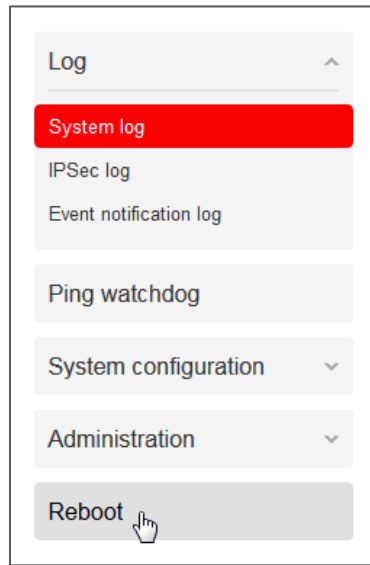 Log
System log
IPSec log
Event notification log
Ping watchdog
System configuration
Administration
Reboot